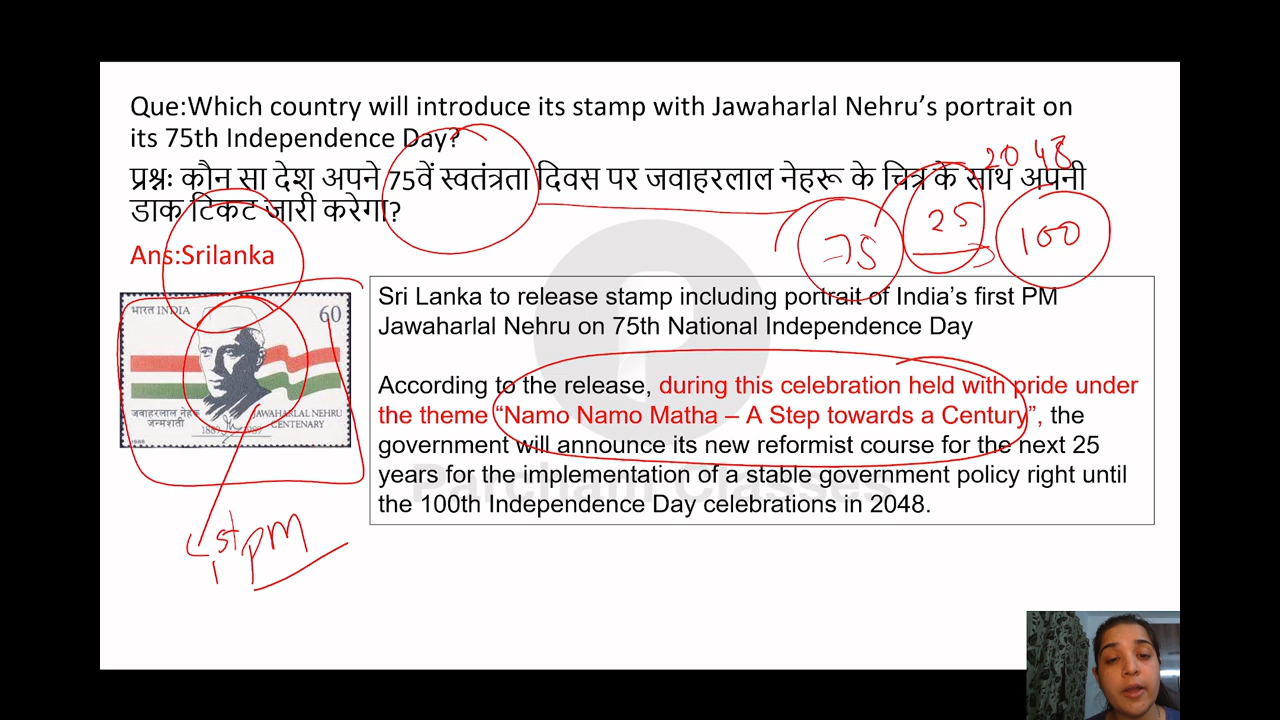 Que:Which country will introduce its stamp with Jawaharlal Nehru’s portrait on
its 75th Independence Day?
प्रश्नः कौन सा देश अपने 75वें स्वतंत्रता दिवस पर जवाहरलाल नेहरू के चित्र के साथ अपनी
डाक टिकट जारी करेगा?
2048
75
25
100
Ans:Srilanka
भारत INDIA
60
जवाहरलाल नेहरू
जन्मशती
JAWAHARLAL NEHRU
CENTENARY
1889 1989
Sri Lanka to release stamp including portrait of India’s first PM
Jawaharlal Nehru on 75th National Independence Day
According to the release, during this celebration held with pride under
the theme “Namo Namo Matha – A Step towards a Century”, the
government will announce its new reformist course for the next 25
years for the implementation of a stable government policy right until
the 100th Independence Day celebrations in 2048.
Parcham Classes
1st PM